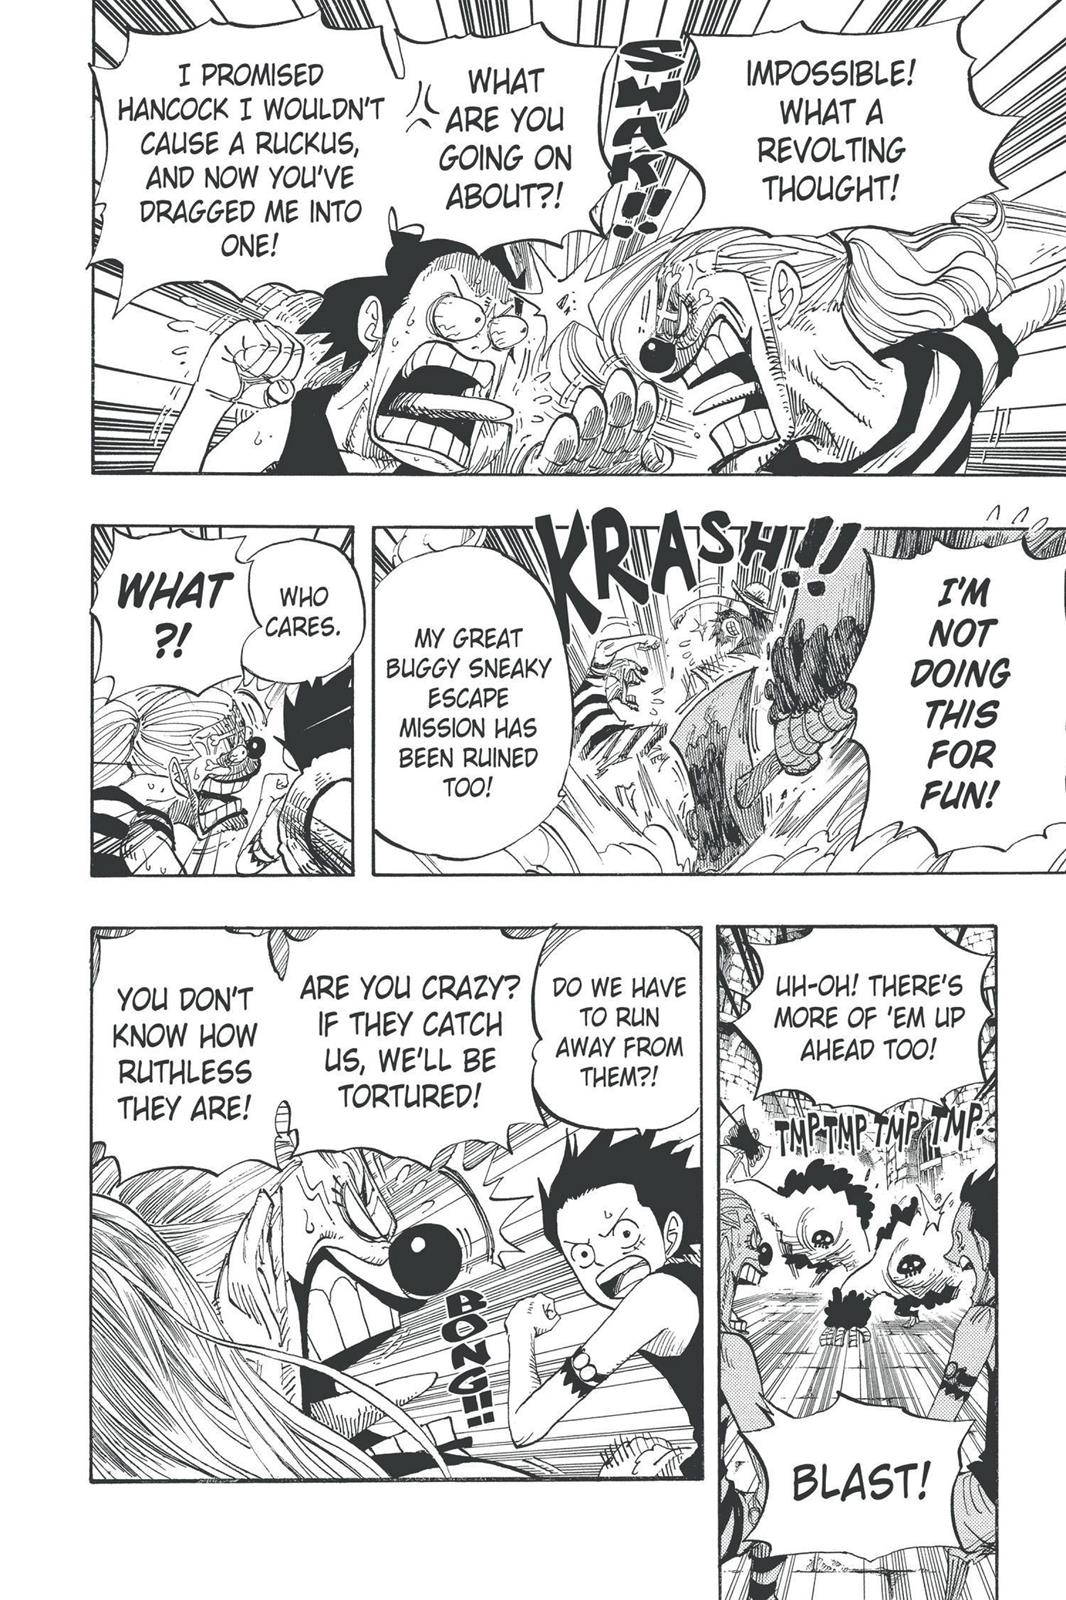 IMPOSSIBLE!
WHAT A
REVOLTING
THOUGHT!
SWAK!!
WHAT
ARE YOU
GOING ON
ABOUT?!
I PROMISED
HANCOCK I WOULDN'T
CAUSE A RUCKUS,
AND NOW YOU'VE
DRAGGED ME INTO
ONE!
I'M
NOT
DOING
THIS
FOR
FUN!
KRASH!!
MY GREAT
BUGGY SNEAKY
ESCAPE
MISSION HAS
BEEN RUINED
TOO!
WHO
CARES.
WHAT
?!
UH-OH! THERE'S
MORE OF 'EM UP
AHEAD TOO!
TMP TMP TMP TMP..
BLAST!
DO WE HAVE
TO RUN
AWAY FROM
THEM?!
ARE YOU CRAZY?
IF THEY CATCH
US, WE'LL BE
TORTURED!
YOU DON'T
KNOW HOW
RUTHLESS
THEY ARE!
BONG!!